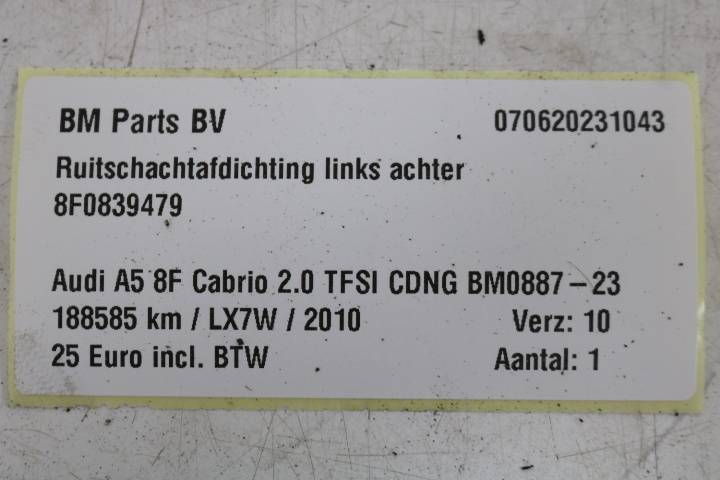 BM Parts BV 070620231043
Ruitschachtafdichting links achter
8F0839479
Audi A5 8F Cabrio 2.0 TFSI CDNG BM0887-23
188585 km / LX7W / 2010 Verz: 10
25 Euro incl. BTW Aantal: 1